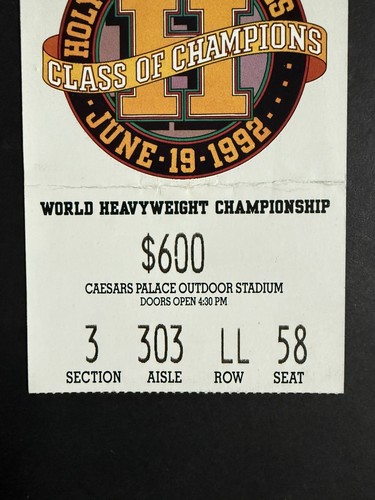 CLASS OF CHAMPIONS
JUNE · 19 · 1992
WORLD HEAVYWEIGHT CHAMPIONSHIP
$600
CAESARS PALACE OUTDOOR STADIUM
DOORS OPEN 4:30 PM
3 303 LL 58
SECTION AISLE ROW SEAT